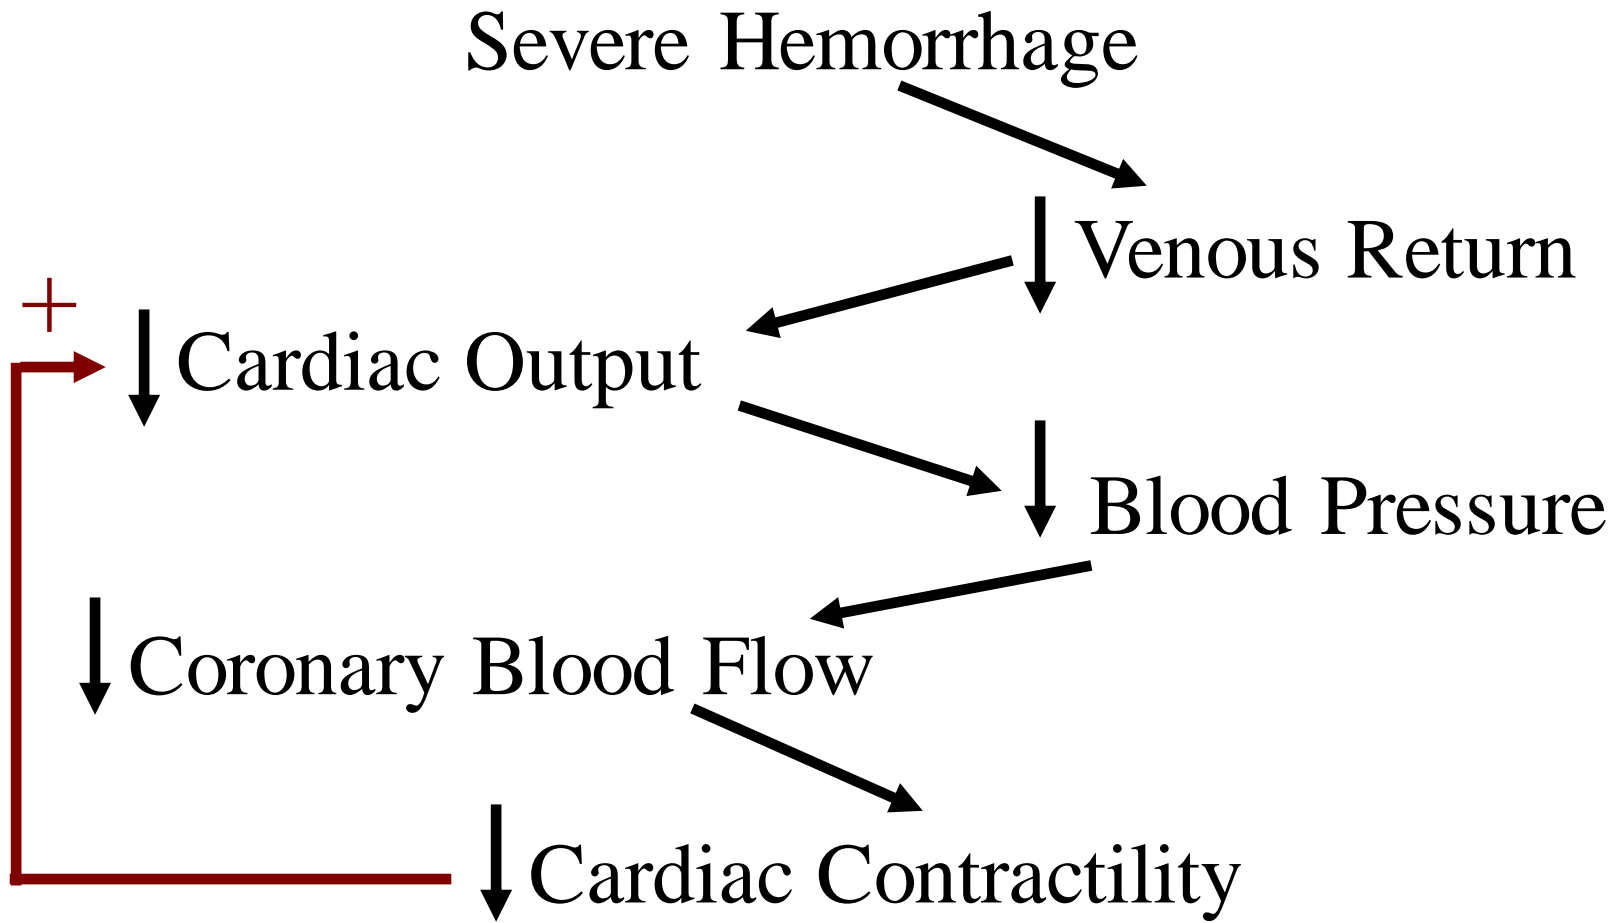 Severe Hemorrhage
Venous Return
+
Cardiac Output
Blood Pressure
Coronary Blood Flow
Cardiac Contractility